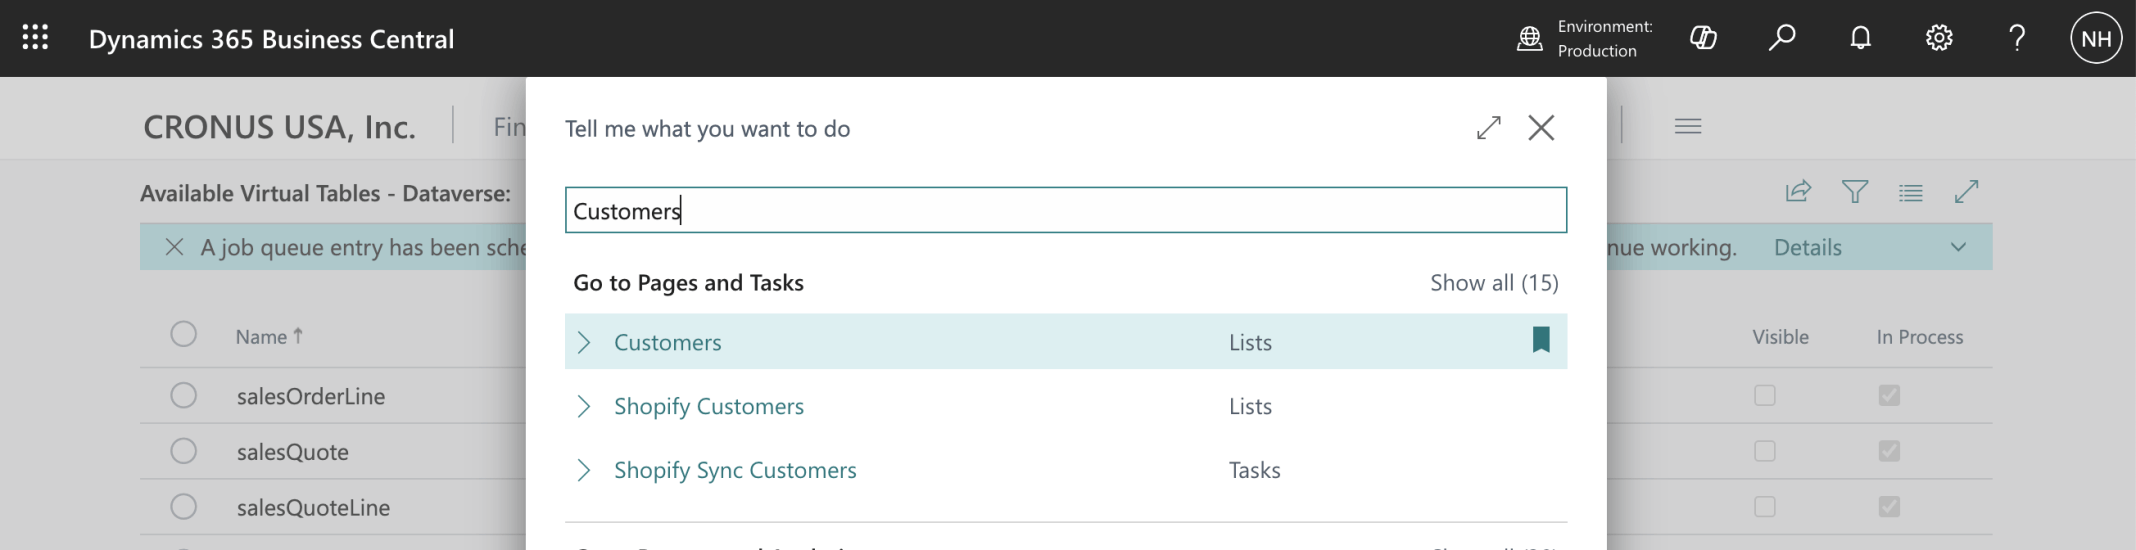 Dynamics 365 Business Central
Environment:
Production
NH
CRONUS USA, Inc.
Fin
Tell me what you want to do
Available Virtual Tables - Dataverse:
Customers
A job queue entry has been sche
nue working. Details
Go to Pages and Tasks Show all (15)
Name Visible In Process
Customers Lists
salesOrderLine
Shopify Customers Lists
salesQuote
Shopify Sync Customers Tasks
salesQuoteLine